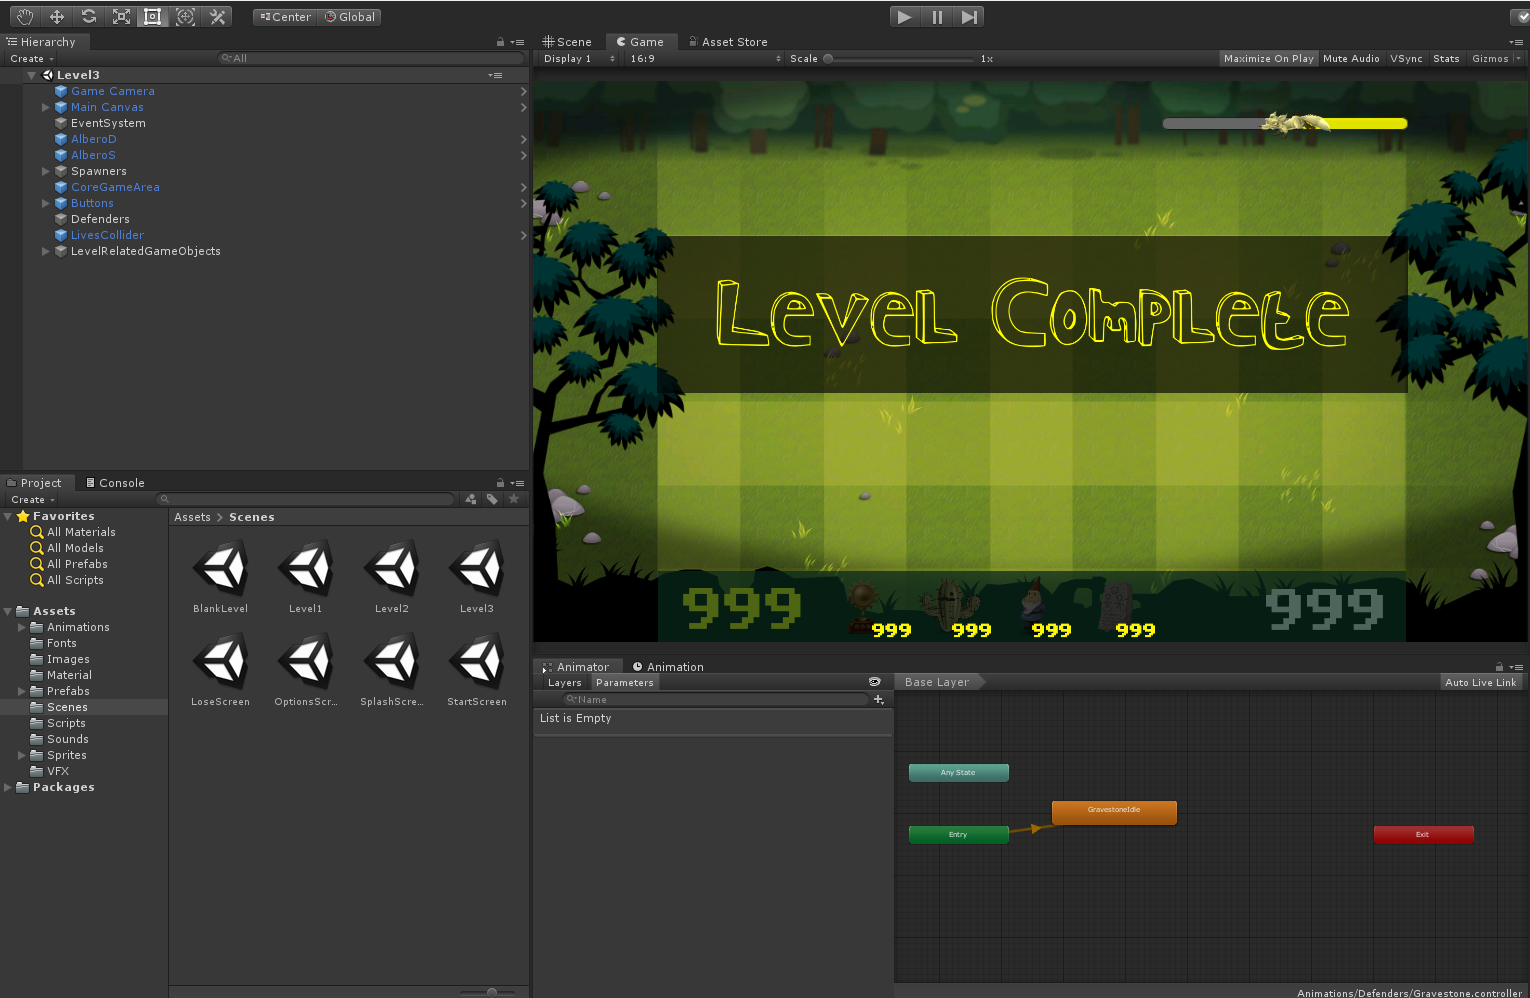 Center Global
Hierarchy
Create All
Level3
Game Camera
Main Canvas
EventSystem
AlberoD
AlberoS
Spawners
CoreGameArea
Buttons
Defenders
LivesCollider
LevelRelatedGameObjects
Scene Game Asset Store
Display 1 16:9 Scale 1x Maximize On Play Mute Audio VSync Stats Gizmos
Level Complete
999 999
999 999 999 999
Project Console
Create
Favorites
All Materials
All Models
All Prefabs
All Scripts
Assets
Animations
Fonts
Images
Material
Prefabs
Scenes
Scripts
Sounds
Sprites
VFX
Packages
Assets > Scenes
BlankLevel Level1 Level2 Level3
LoseScreen OptionsScr... SplashScre... StartScreen
Animator Animation
Layers Parameters Base Layer Auto Live Link
Name
List is Empty
Any State
GravestoneIdle
Entry Exit
Animations/Defenders/Gravestone.controller